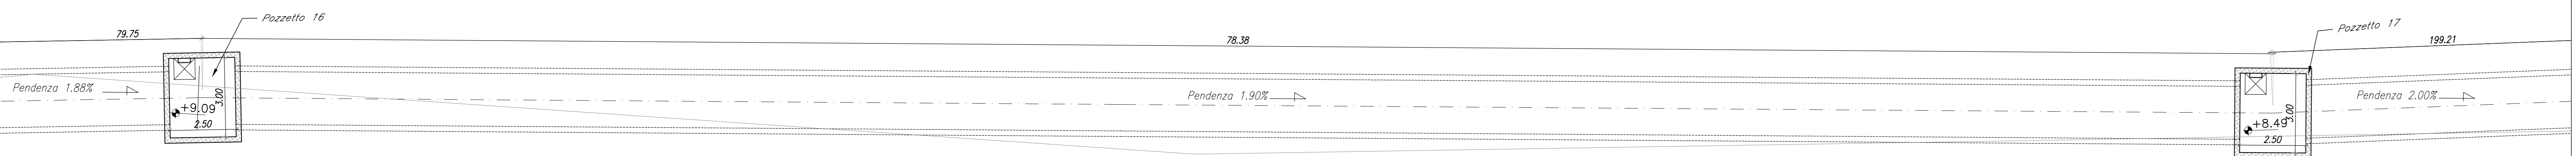 Pozzetto 16
Pozzetto 17
79.75
78.38
199.21
Pendenza 1.88%
+9.09
3.00
2.50
Pendenza 1.90%
+8.49
3.00
2.50
Pendenza 2.00%